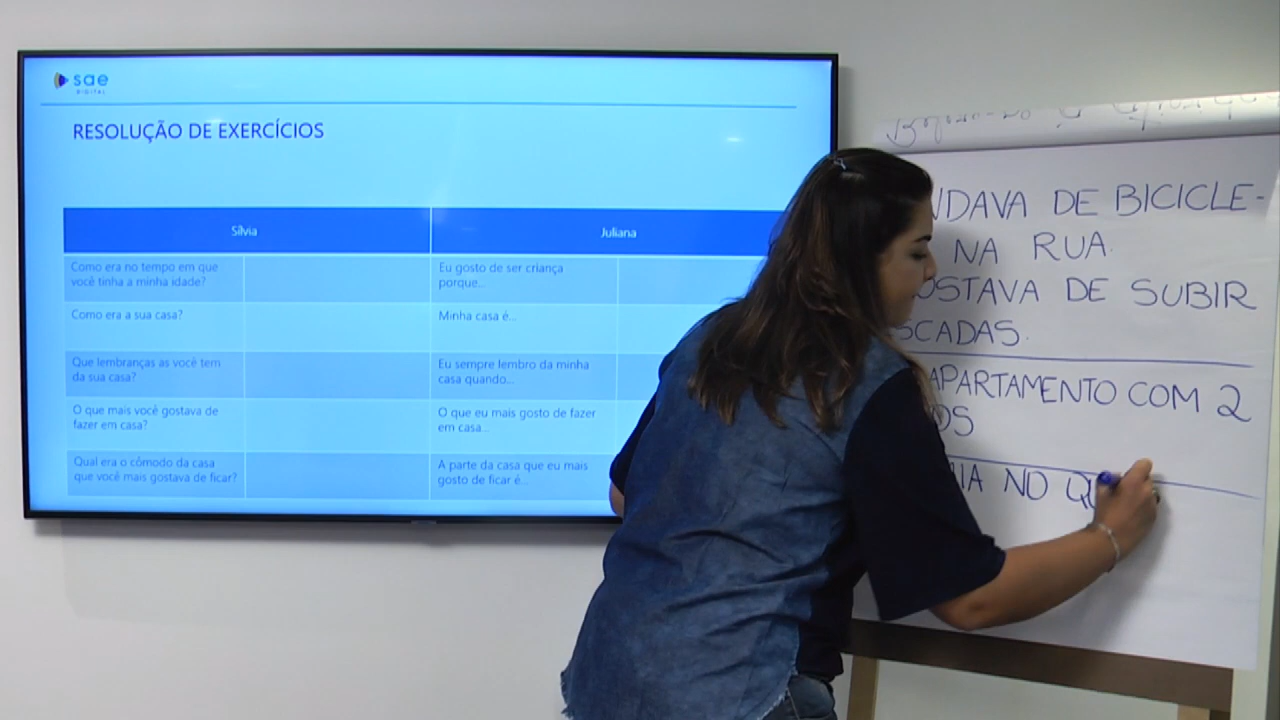 sae
DIGITAL
RESOLUÇÃO DE EXERCÍCIOS
Sílvia
Juliana
Como era no tempo em que
você tinha a minha idade?
Eu gosto de ser criança
porque...
Como era a sua casa?
Minha casa é...
Que lembranças as você tem
da sua casa?
Eu sempre lembro da minha
casa quando...
O que mais você gostava de
fazer em casa?
O que eu mais gosto de fazer
em casa...
Qual era o cômodo da casa
que você mais gostava de ficar?
A parte da casa que eu mais
gosto de ficar é...
NDAVA DE BICICLE-
NA RUA.
OSTAVA DE SUBIR
SCADAS.
APARTAMENTO COM 2
OS
IA NO QU